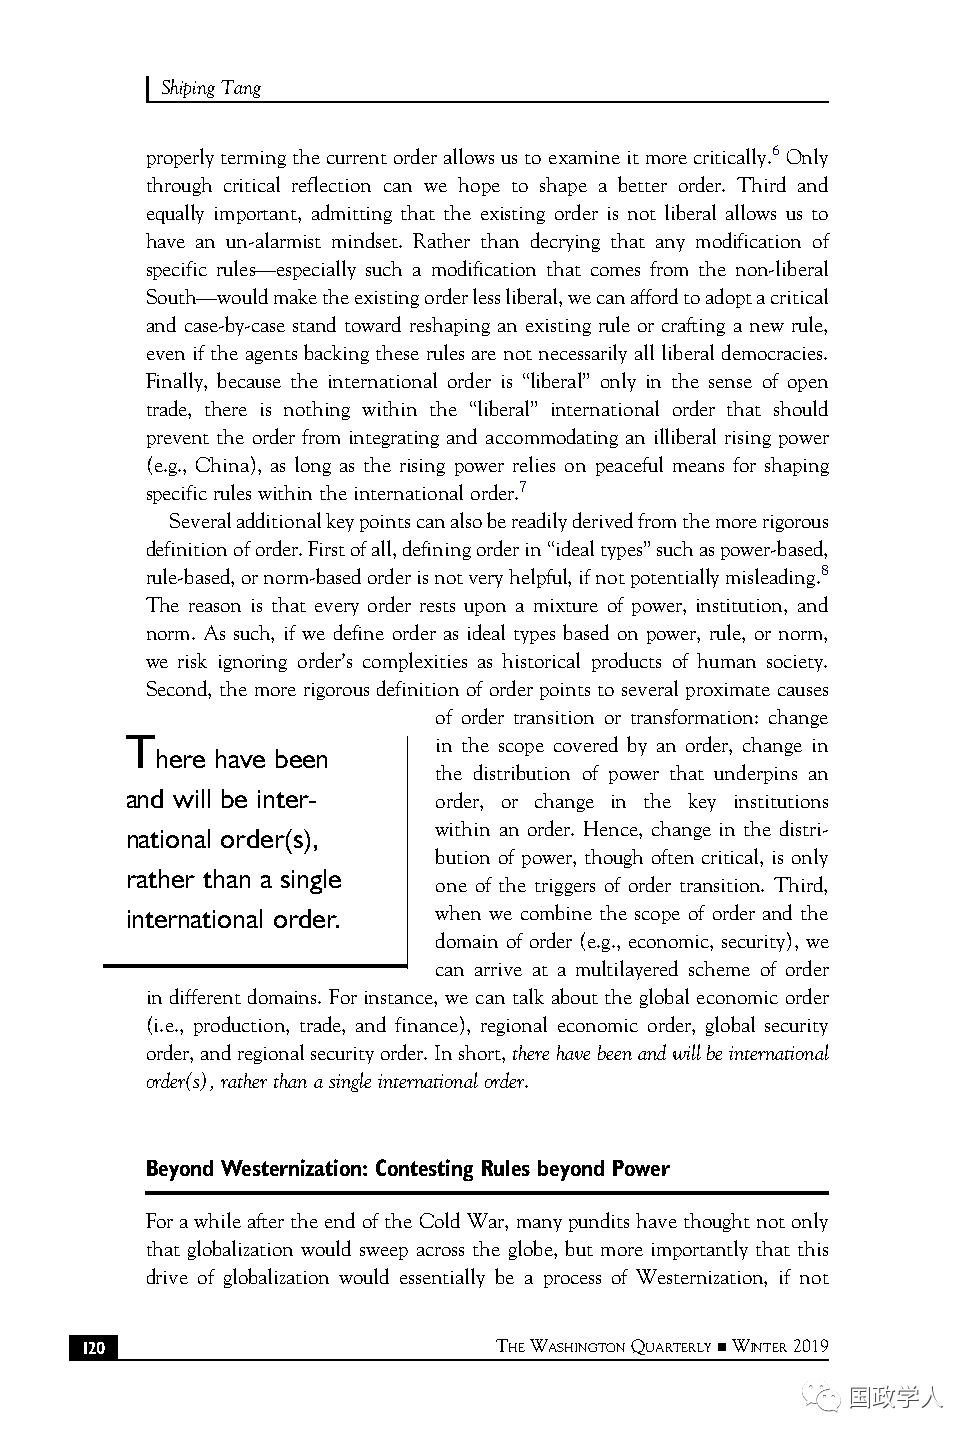 Shiping Tang
properly terming the current order allows us to examine it more critically.6 Only
through critical reflection can we hope to shape a better order. Third and
equally important, admitting that the existing order is not liberal allows us to
have an un-alarmist mindset. Rather than decrying that any modification of
specific rules—especially such a modification that comes from the non-liberal
South—would make the existing order less liberal, we can afford to adopt a critical
and case-by-case stand toward reshaping an existing rule or crafting a new rule,
even if the agents backing these rules are not necessarily all liberal democracies.
Finally, because the international order is “liberal” only in the sense of open
trade, there is nothing within the “liberal” international order that should
prevent the order from integrating and accommodating an illiberal rising power
(e.g., China), as long as the rising power relies on peaceful means for shaping
specific rules within the international order.7
Several additional key points can also be readily derived from the more rigorous
definition of order. First of all, defining order in “ideal types” such as power-based,
rule-based, or norm-based order is not very helpful, if not potentially misleading.8
The reason is that every order rests upon a mixture of power, institution, and
norm. As such, if we define order as ideal types based on power, rule, or norm,
we risk ignoring order’s complexities as historical products of human society.
Second, the more rigorous definition of order points to several proximate causes
of order transition or transformation: change
in the scope covered by an order, change in
the distribution of power that underpins an
order, or change in the key institutions
within an order. Hence, change in the distri-
bution of power, though often critical, is only
one of the triggers of order transition. Third,
when we combine the scope of order and the
domain of order (e.g., economic, security), we
can arrive at a multilayered scheme of order
There have been
and will be inter-
national order(s),
rather than a single
international order.
in different domains. For instance, we can talk about the global economic order
(i.e., production, trade, and finance), regional economic order, global security
order, and regional security order. In short, there have been and will be international
order(s), rather than a single international order.
Beyond Westernization: Contesting Rules beyond Power
For a while after the end of the Cold War, many pundits have thought not only
that globalization would sweep across the globe, but more importantly that this
drive of globalization would essentially be a process of Westernization, if not
120
THE WASHINGTON QUARTERLY ■ WINTER 2019
国政学人